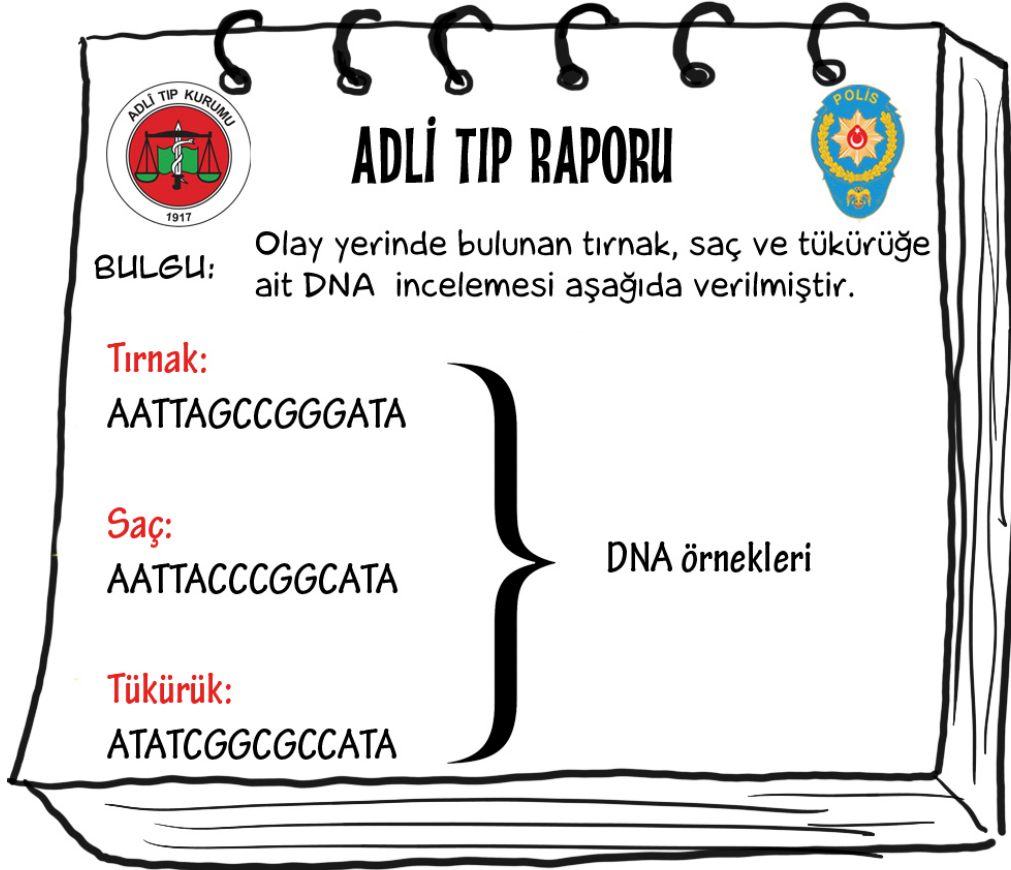 ADLÎ TIP KURUMU
1917
POLİS
ADLİ TIP RAPORU
BULGU:
Olay yerinde bulunan tırnak, saç ve tükürüğe
ait DNA incelemesi aşağıda verilmiştir.
Tırnak:
AATTAGCCGGGATA
Saç:
AATTACCCGGCATA
DNA örnekleri
Tükürük:
ATATCGGCGCCATA